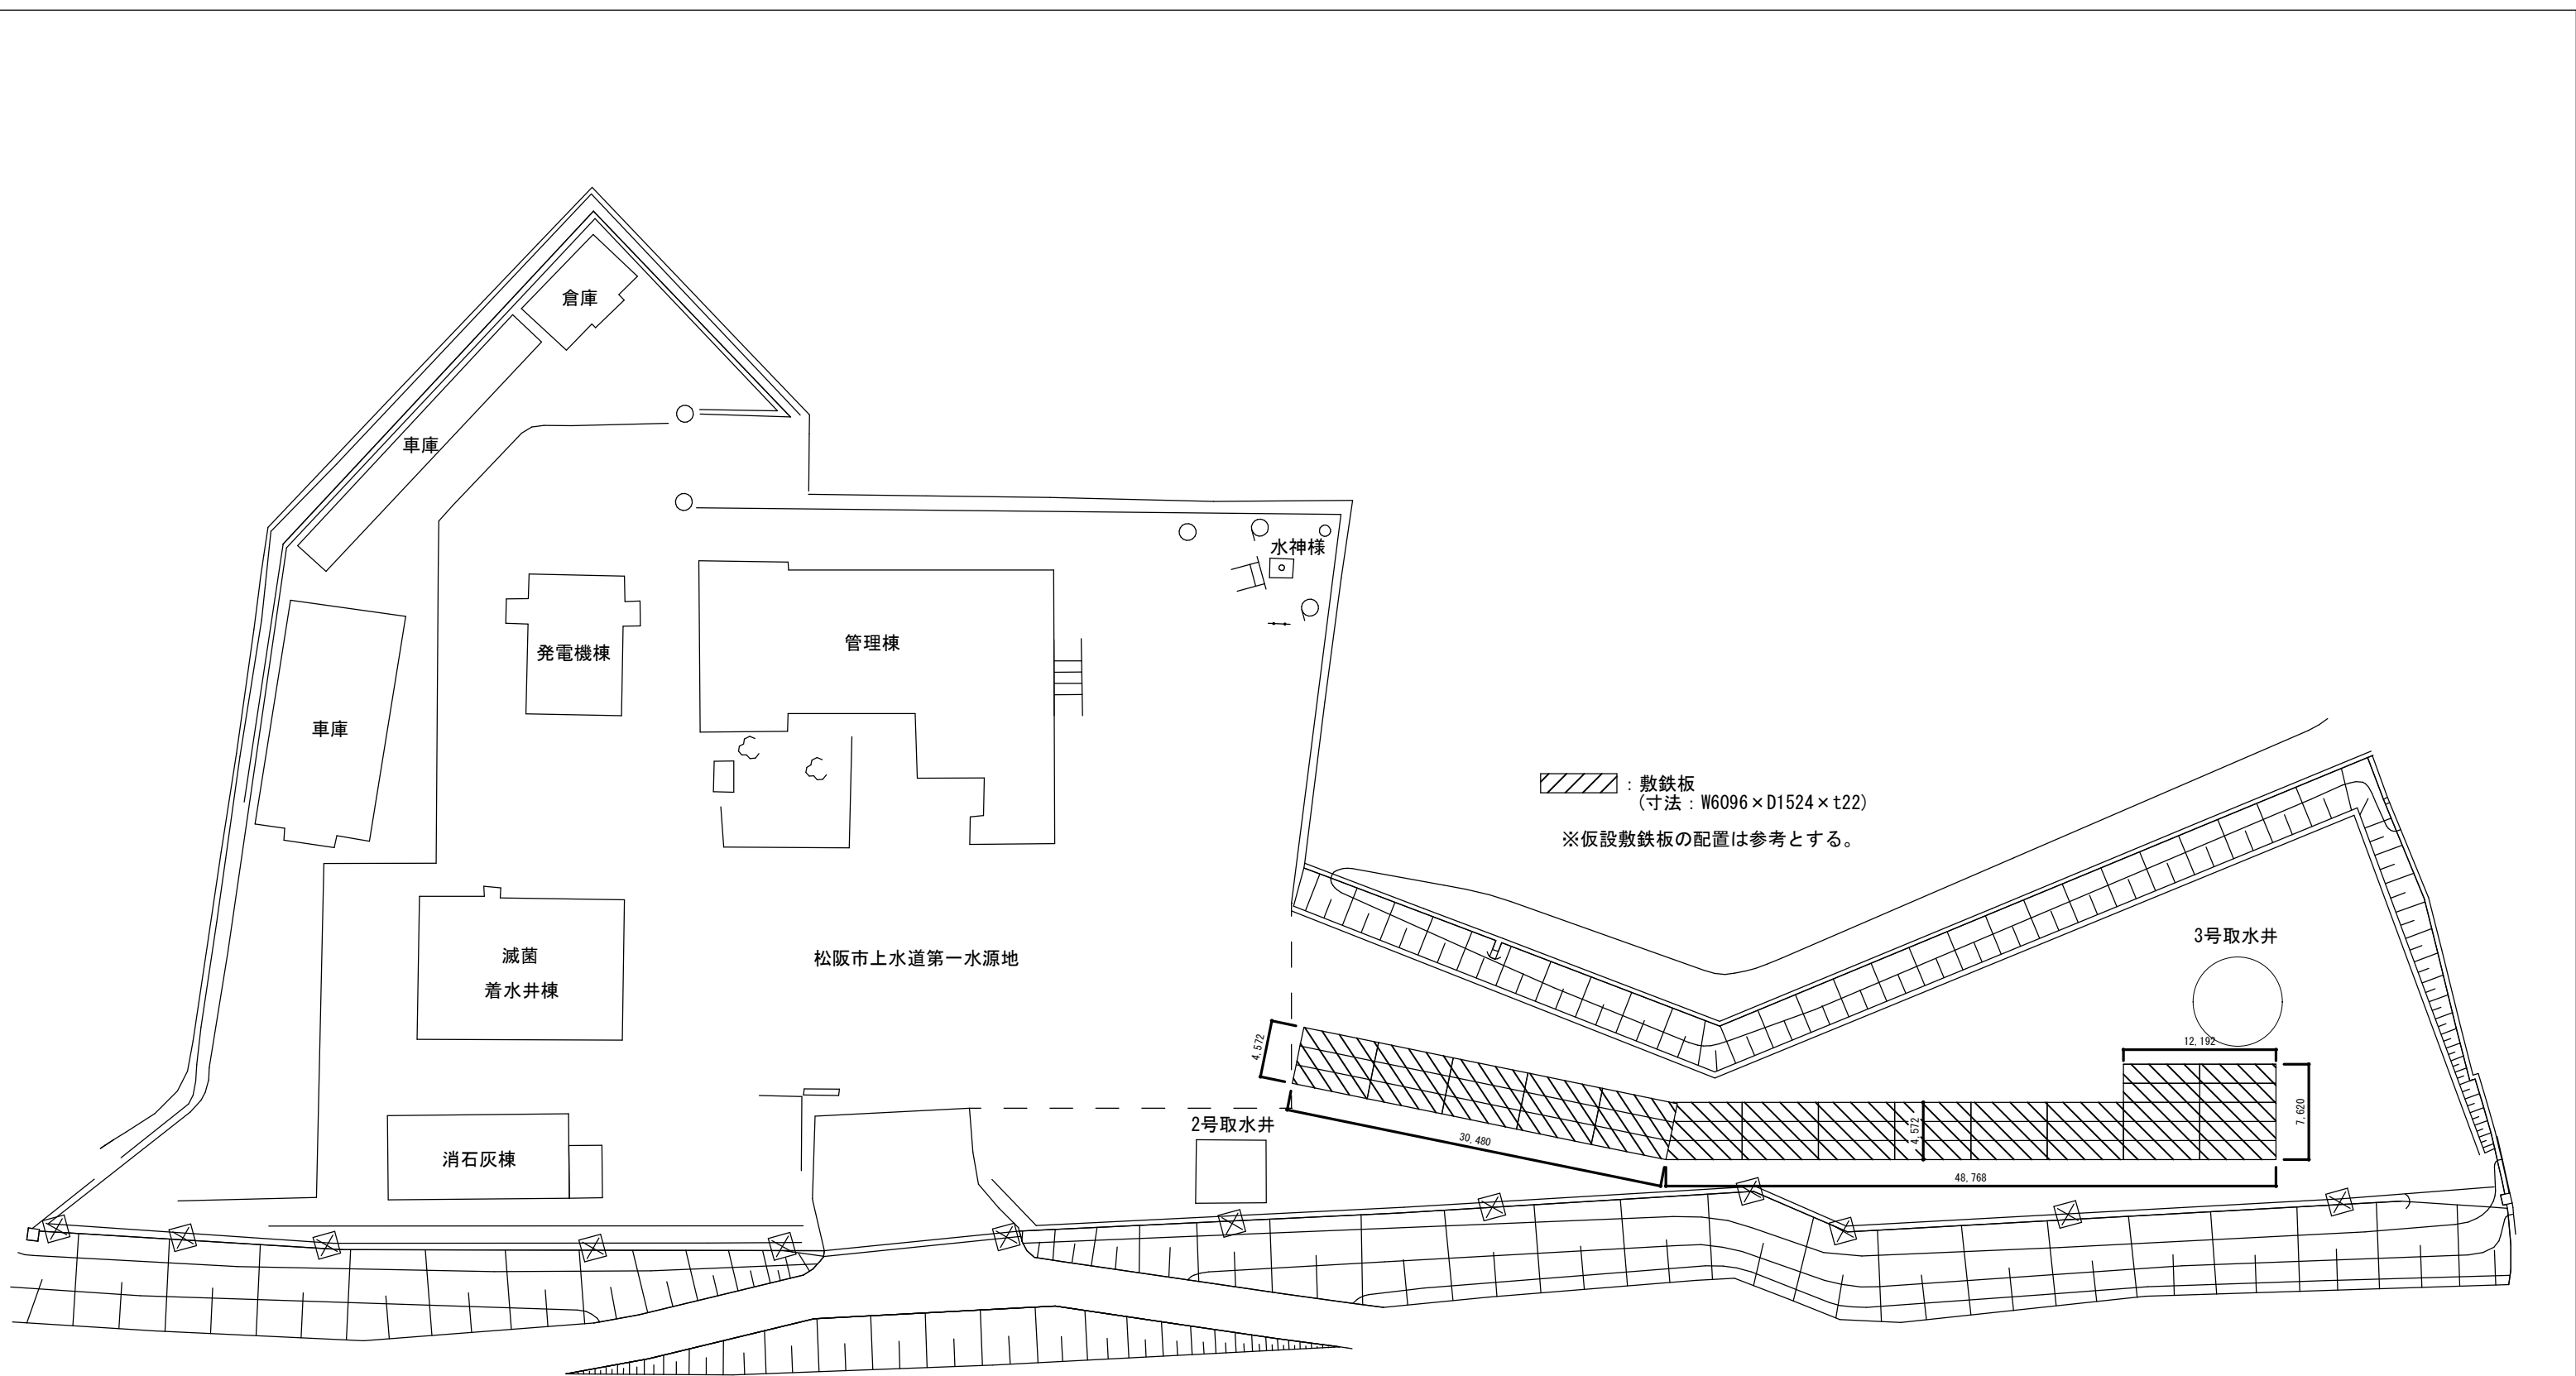 倉庫
車庫
水神様
発電機棟
管理棟
車庫
：敷鉄板
(寸法：W6096×D1524×t22)
※仮設敷鉄板の配置は参考とする。
3号取水井
滅菌
着水井棟
松阪市上水道第一水源地
4,572
12,192
7,620
4,572
2号取水井
30,480
消石灰棟
48,768